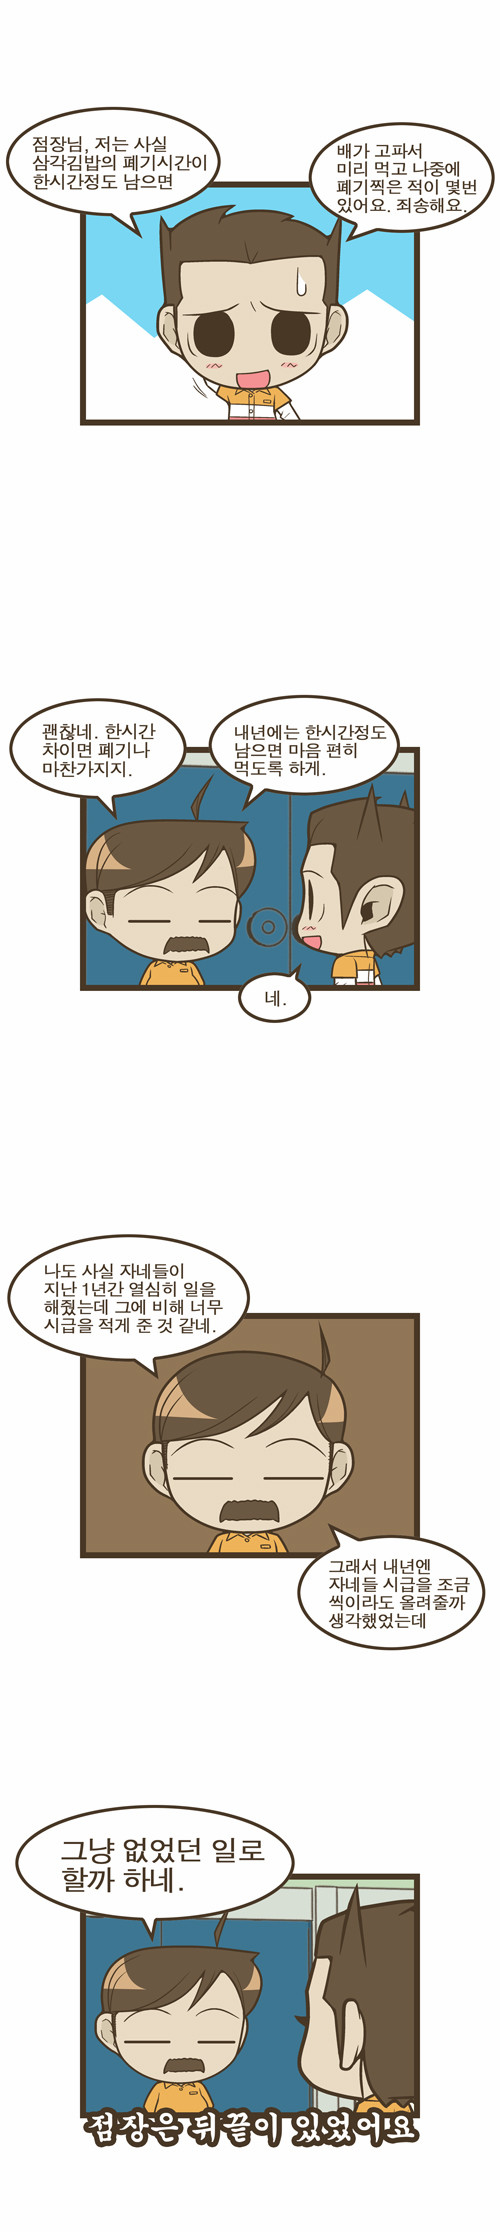 점장님, 저는 사실
삼각김밥의 폐기시간이
한시간정도 남으면
배가 고파서
미리 먹고 나중에
폐기찍은 적이 몇번
있어요. 죄송해요.
괜찮네. 한시간
차이면 폐기나
마찬가지지.
내년에는 한시간정도
남으면 마음 편히
먹도록 하게.
네.
나도 사실 자네들이
지난 1년간 열심히 일을
해줬는데 그에 비해 너무
시급을 적게 준 것 같네.
그래서 내년엔
자네들 시급을 조금
씩이라도 올려줄까
생각했었는데
그냥 없었던 일로
할까 하네.
점장은 뒤끝이 있었어요